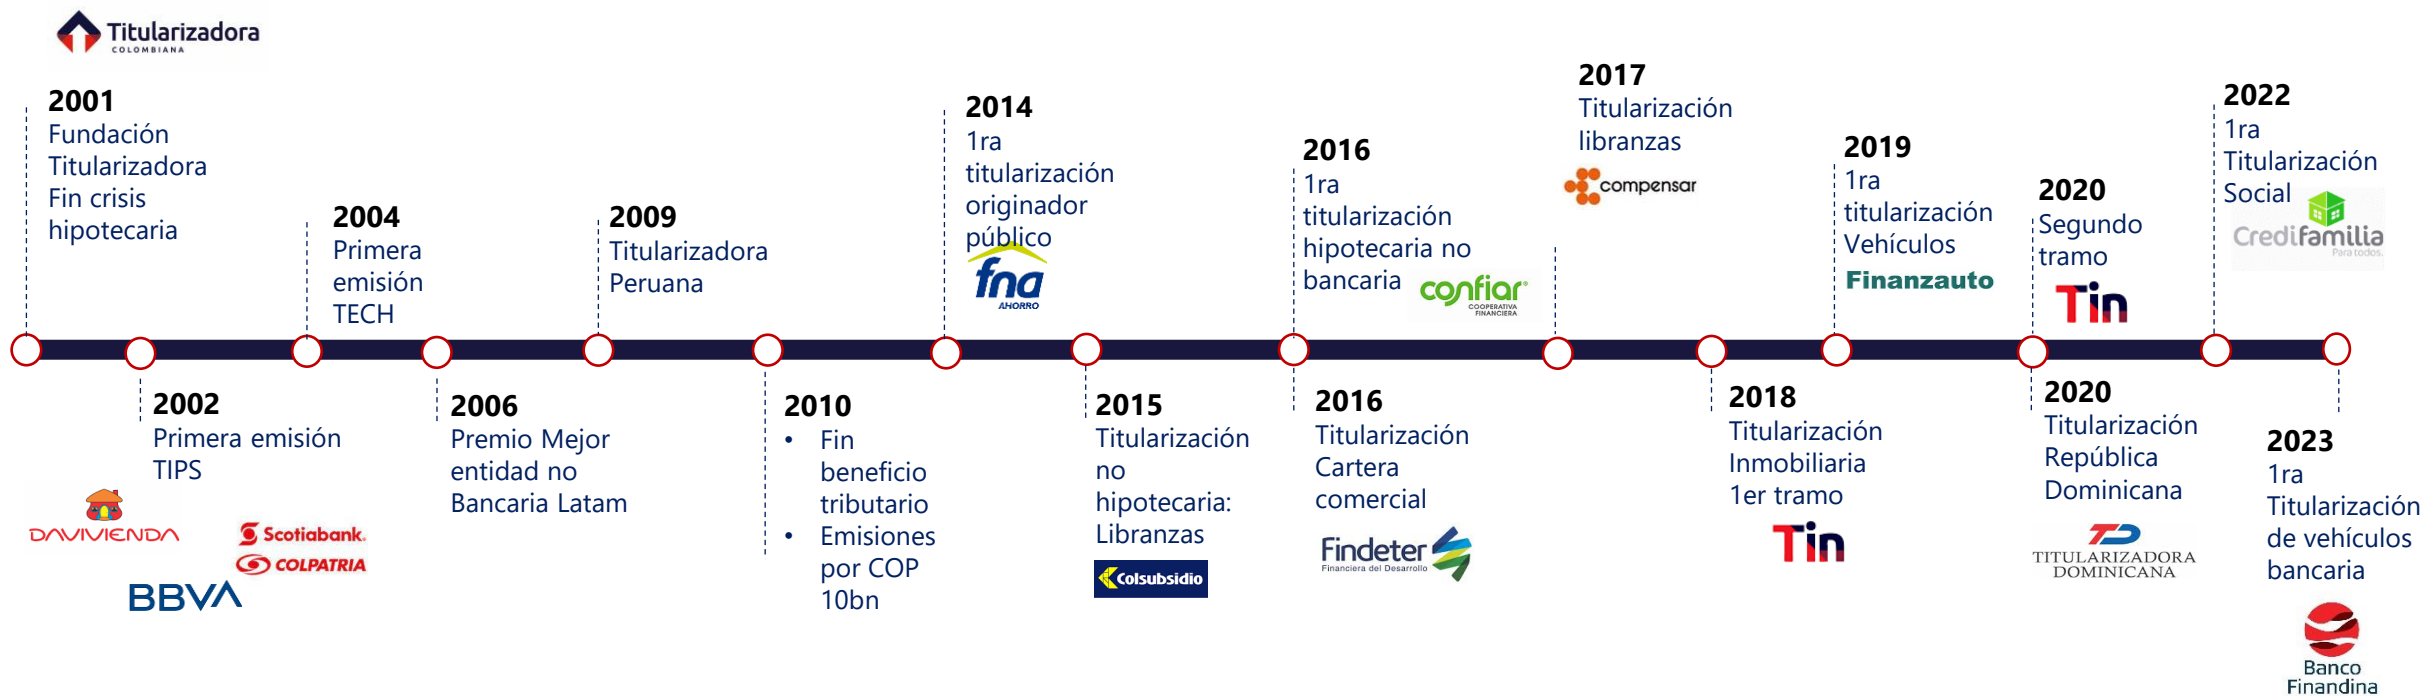 Titularizadora
COLOMBIANA
2001
Fundación
Titularizadora
Fin crisis
hipotecaria
2002
Primera emisión
TIPS
DAVIVIENDA
Scotiabank.
COLPATRIA
BBVA
2004
Primera
emisión
TECH
2006
Premio Mejor
entidad no
Bancaria Latam
2009
Titularizadora
Peruana
2010
• Fin
beneficio
tributario
• Emisiones
por COP
10bn
2014
1ra
titularización
originador
público
fna
AHORRO
2015
Titularización
no
hipotecaria:
Libranzas
Colsubsidio
2016
1ra
titularización
hipotecaria no
bancaria
confiar
COOPERATIVA
FINANCIERA
2016
Titularización
Cartera
comercial
Findeter
Financiera del Desarrollo
2017
Titularización
libranzas
compensar
2018
Titularización
Inmobiliaria
1er tramo
Tin
2019
1ra
titularización
Vehículos
Finanzauto
2020
Segundo
tramo
Tin
2020
Titularización
República
Dominicana
TD
TITULARIZADORA
DOMINICANA
2022
1ra
Titularización
Social
Credifamilia
Para todos.
2023
1ra
Titularización
de vehículos
bancaria
Banco
Finandina